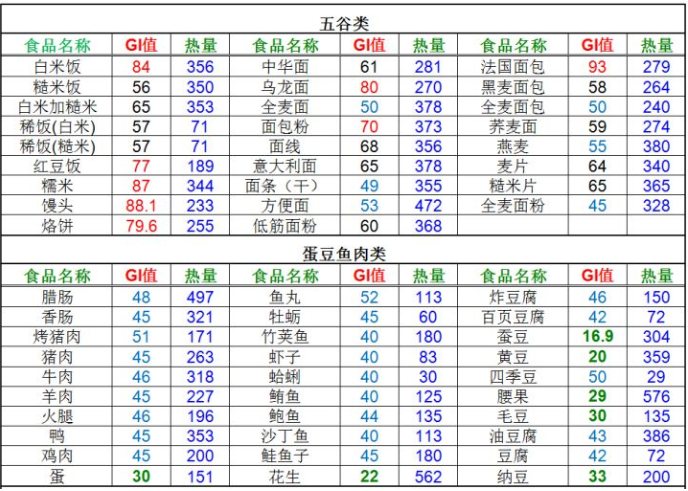 五谷类
食品名称 GI值 热量 食品名称 GI值 热量 食品名称 GI值 热量
白米饭 84 356 中华面 61 281 法国面包 93 279
糙米饭 56 350 乌龙面 80 270 黑麦面包 58 264
白米加糙米 65 353 全麦面 50 378 全麦面包 50 240
稀饭(白米) 57 71 面包粉 70 373 荞麦面 59 274
稀饭(糙米) 57 71 面线 68 356 燕麦 55 380
红豆饭 77 189 意大利面 65 378 麦片 64 340
糯米 87 344 面条（干） 49 355 糙米片 65 365
馒头 88.1 233 方便面 53 472 全麦面粉 45 328
烙饼 79.6 255 低筋面粉 60 368
蛋豆鱼肉类
食品名称 GI值 热量 食品名称 GI值 热量 食品名称 GI值 热量
腊肠 48 497 鱼丸 52 113 炸豆腐 46 150
香肠 45 321 牡蛎 45 60 百页豆腐 42 72
烤猪肉 51 171 竹荚鱼 40 180 蚕豆 16.9 304
猪肉 45 263 虾子 40 83 黄豆 20 359
牛肉 46 318 蛤蜊 40 30 四季豆 50 29
羊肉 45 227 鲔鱼 40 125 腰果 29 576
火腿 46 196 鲍鱼 44 135 毛豆 30 135
鸭 45 353 沙丁鱼 40 113 油豆腐 43 386
鸡肉 45 200 鲑鱼子 45 180 豆腐 42 72
蛋 30 151 花生 22 562 纳豆 33 200